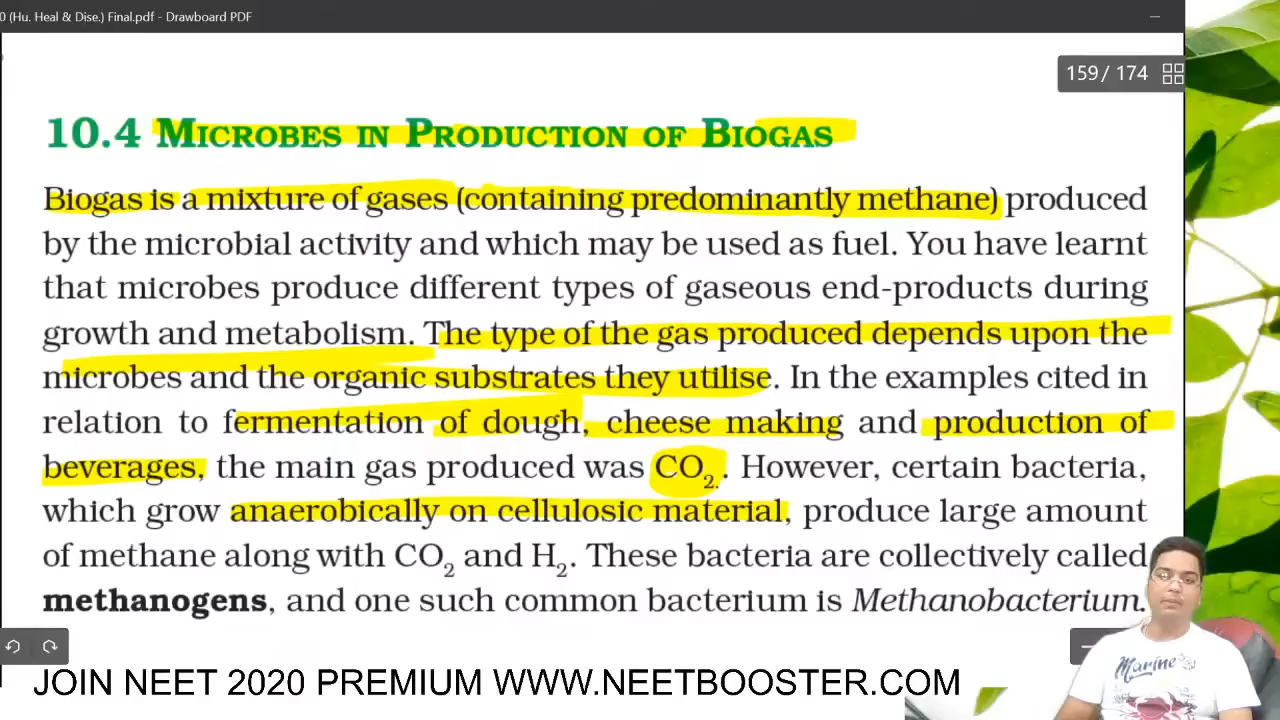 0 (Hu. Heal & Dise.) Final.pdf - Drawboard PDF
159 / 174
10.4 MICROBES IN PRODUCTION OF BIOGAS
Biogas is a mixture of gases (containing predominantly methane) produced
by the microbial activity and which may be used as fuel. You have learnt
that microbes produce different types of gaseous end-products during
growth and metabolism. The type of the gas produced depends upon the
microbes and the organic substrates they utilise. In the examples cited in
relation to fermentation of dough, cheese making and production of
beverages, the main gas produced was CO₂. However, certain bacteria,
which grow anaerobically on cellulosic material, produce large amount
of methane along with CO₂ and H₂. These bacteria are collectively called
methanogens, and one such common bacterium is Methanobacterium.
Marine
JOIN NEET 2020 PREMIUM WWW.NEETBOOSTER.COM